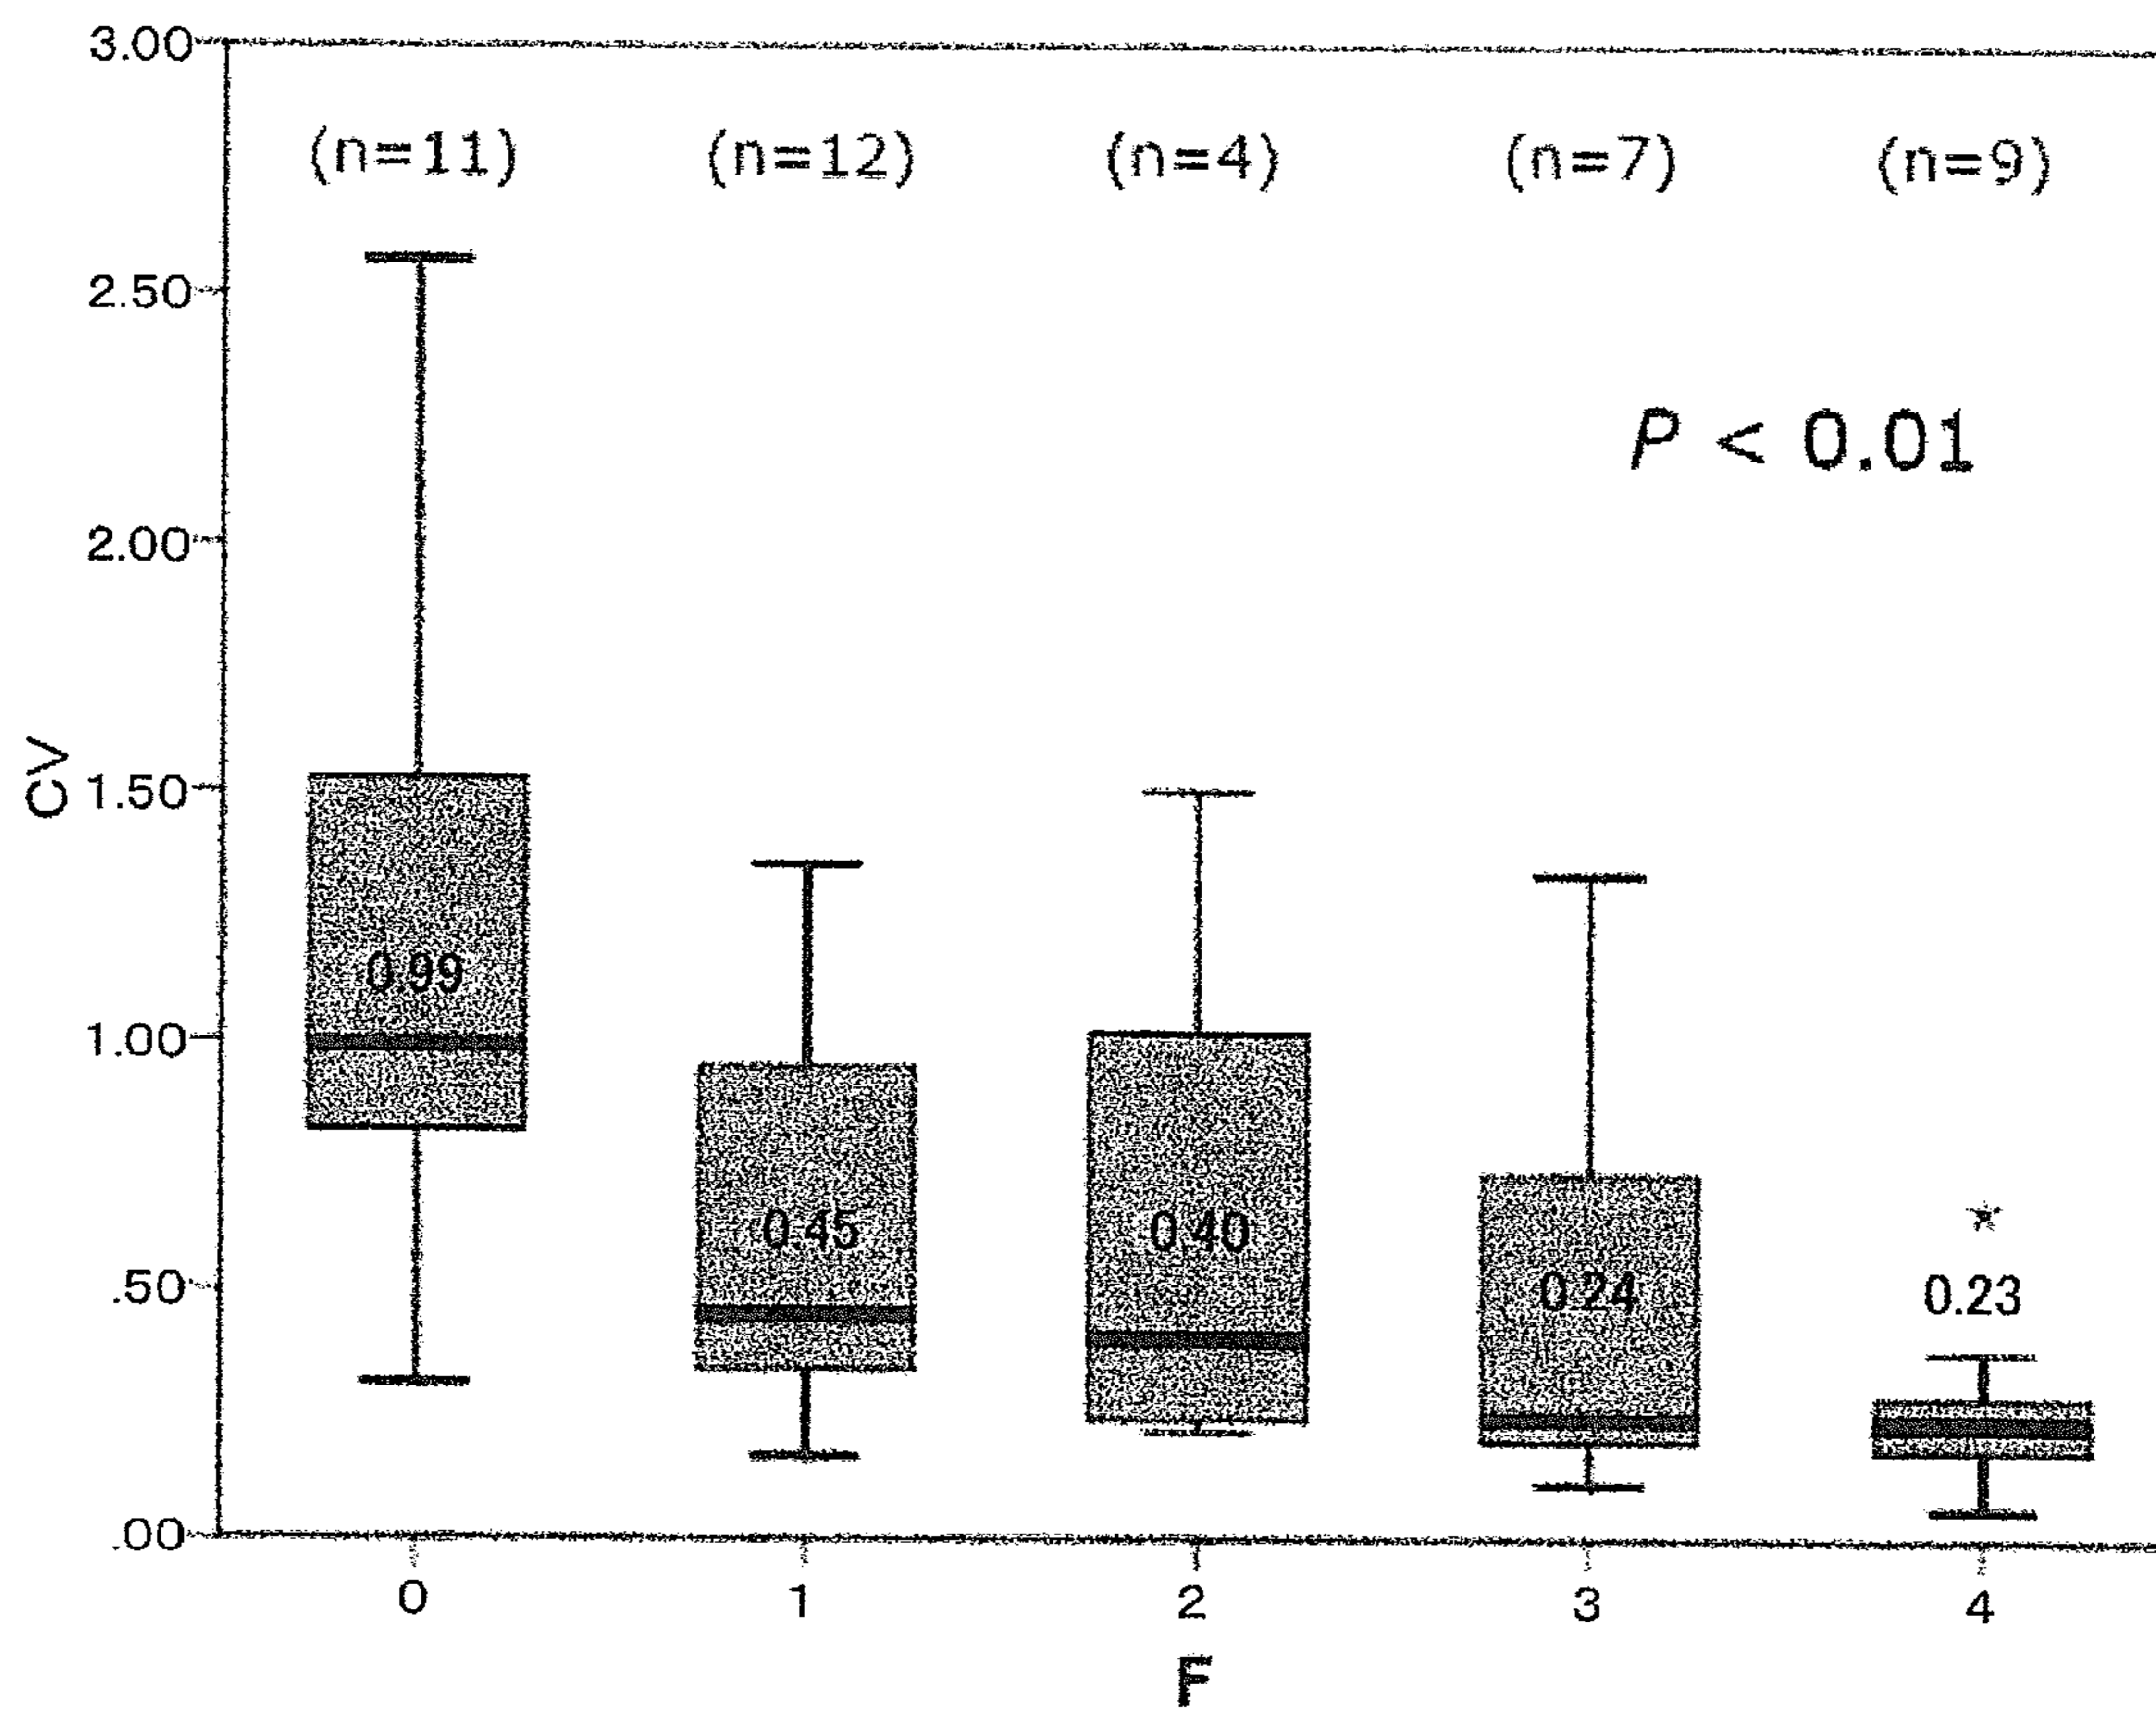 3.00
(n=11) (n=12) (n=4) (n=7) (n=9)
2.50
P < 0.01
2.00
CV
1.50
0.99
1.00
0.45 0.40 0.24 0.23
.50
.00
0 1 2 3 4
F